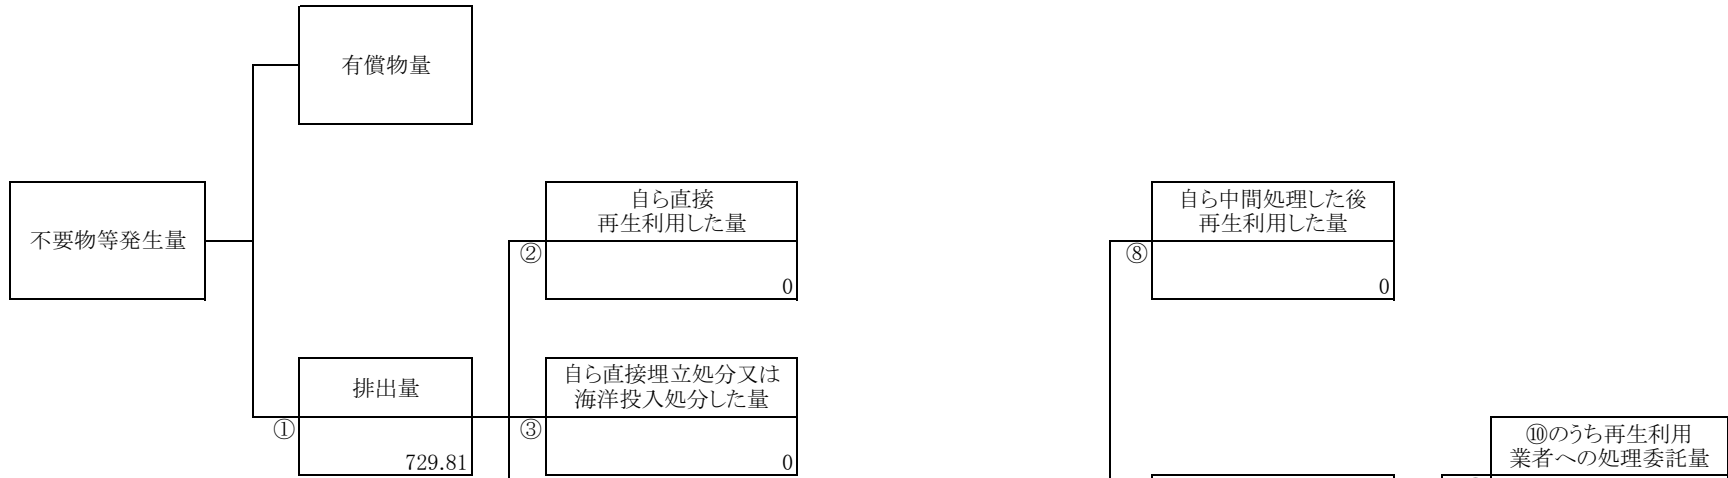 有償物量
不要物等発生量
自ら直接
再生利用した量
②
0
自ら中間処理した後
再生利用した量
⑧
0
排出量
①
729.81
自ら直接埋立処分又は
海洋投入処分した量
③
0
⑩のうち再生利用
業者への処理委託量